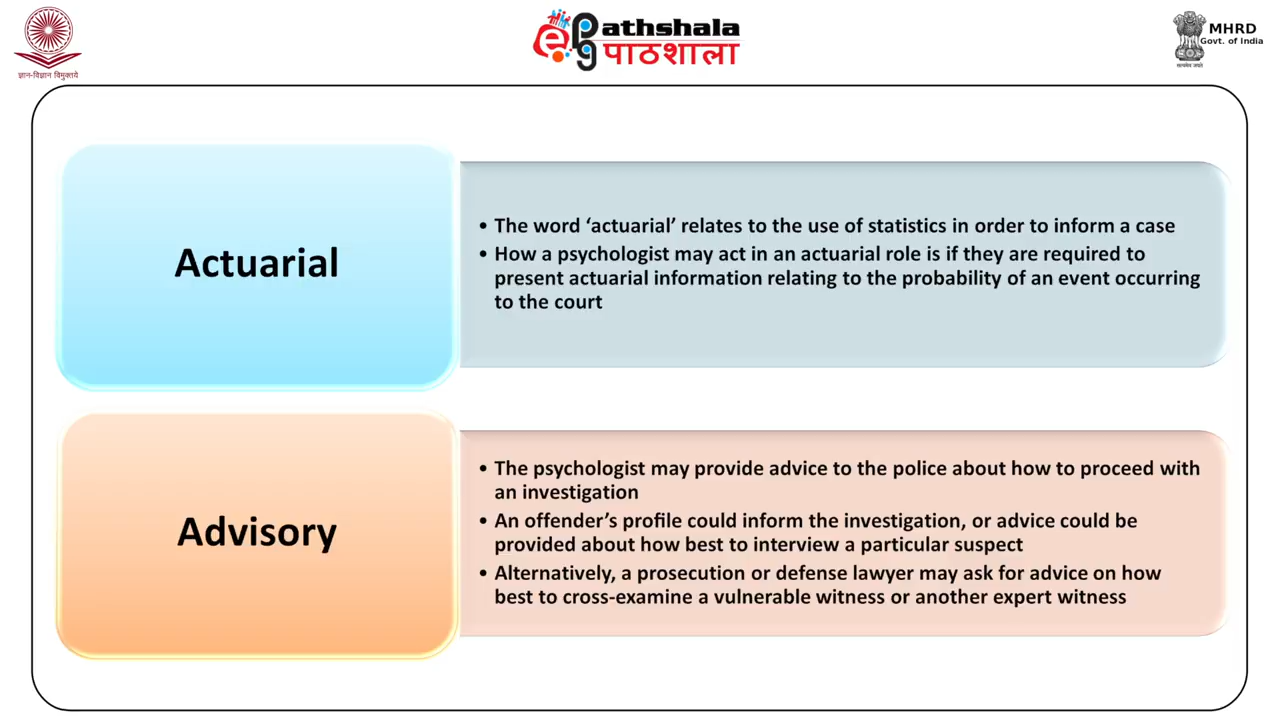 ज्ञान-विज्ञान विमुक्तये
epg Pathshala
पाठशाला
MHRD
Govt. of India
सत्यमेव जयते
Actuarial
• The word ‘actuarial’ relates to the use of statistics in order to inform a case
• How a psychologist may act in an actuarial role is if they are required to
present actuarial information relating to the probability of an event occurring
to the court
Advisory
• The psychologist may provide advice to the police about how to proceed with
an investigation
• An offender’s profile could inform the investigation, or advice could be
provided about how best to interview a particular suspect
• Alternatively, a prosecution or defense lawyer may ask for advice on how
best to cross-examine a vulnerable witness or another expert witness